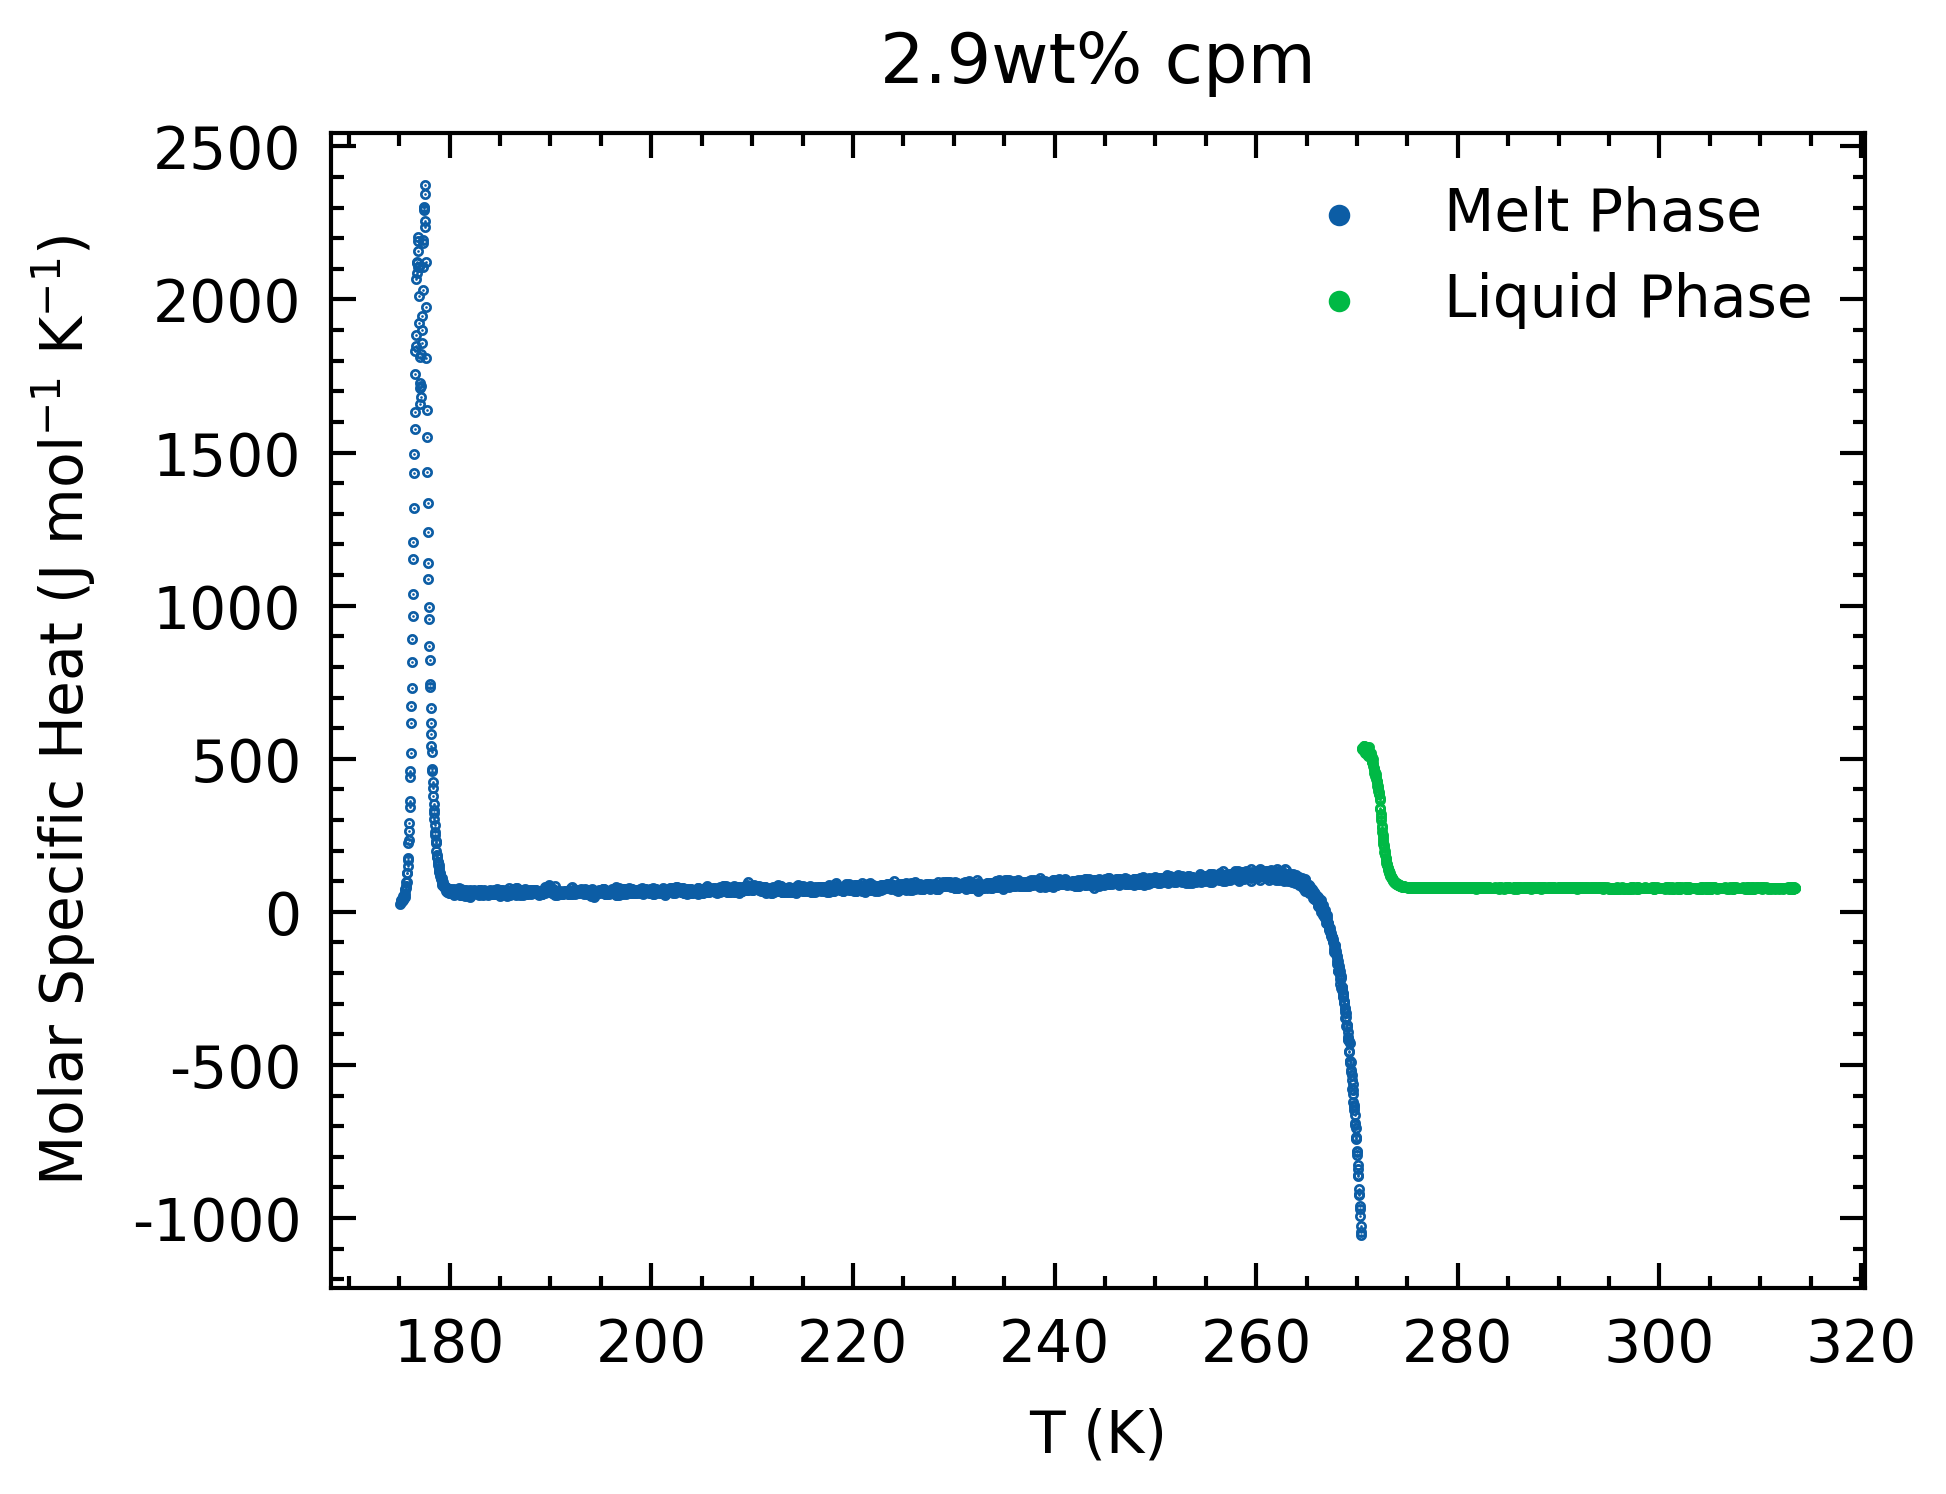 2.9wt% cpm
Molar Specific Heat (J mol⁻¹ K⁻¹)
2500
2000
1500
1000
500
0
-500
-1000
Melt Phase
Liquid Phase
180 200 220 240 260 280 300 320
T (K)